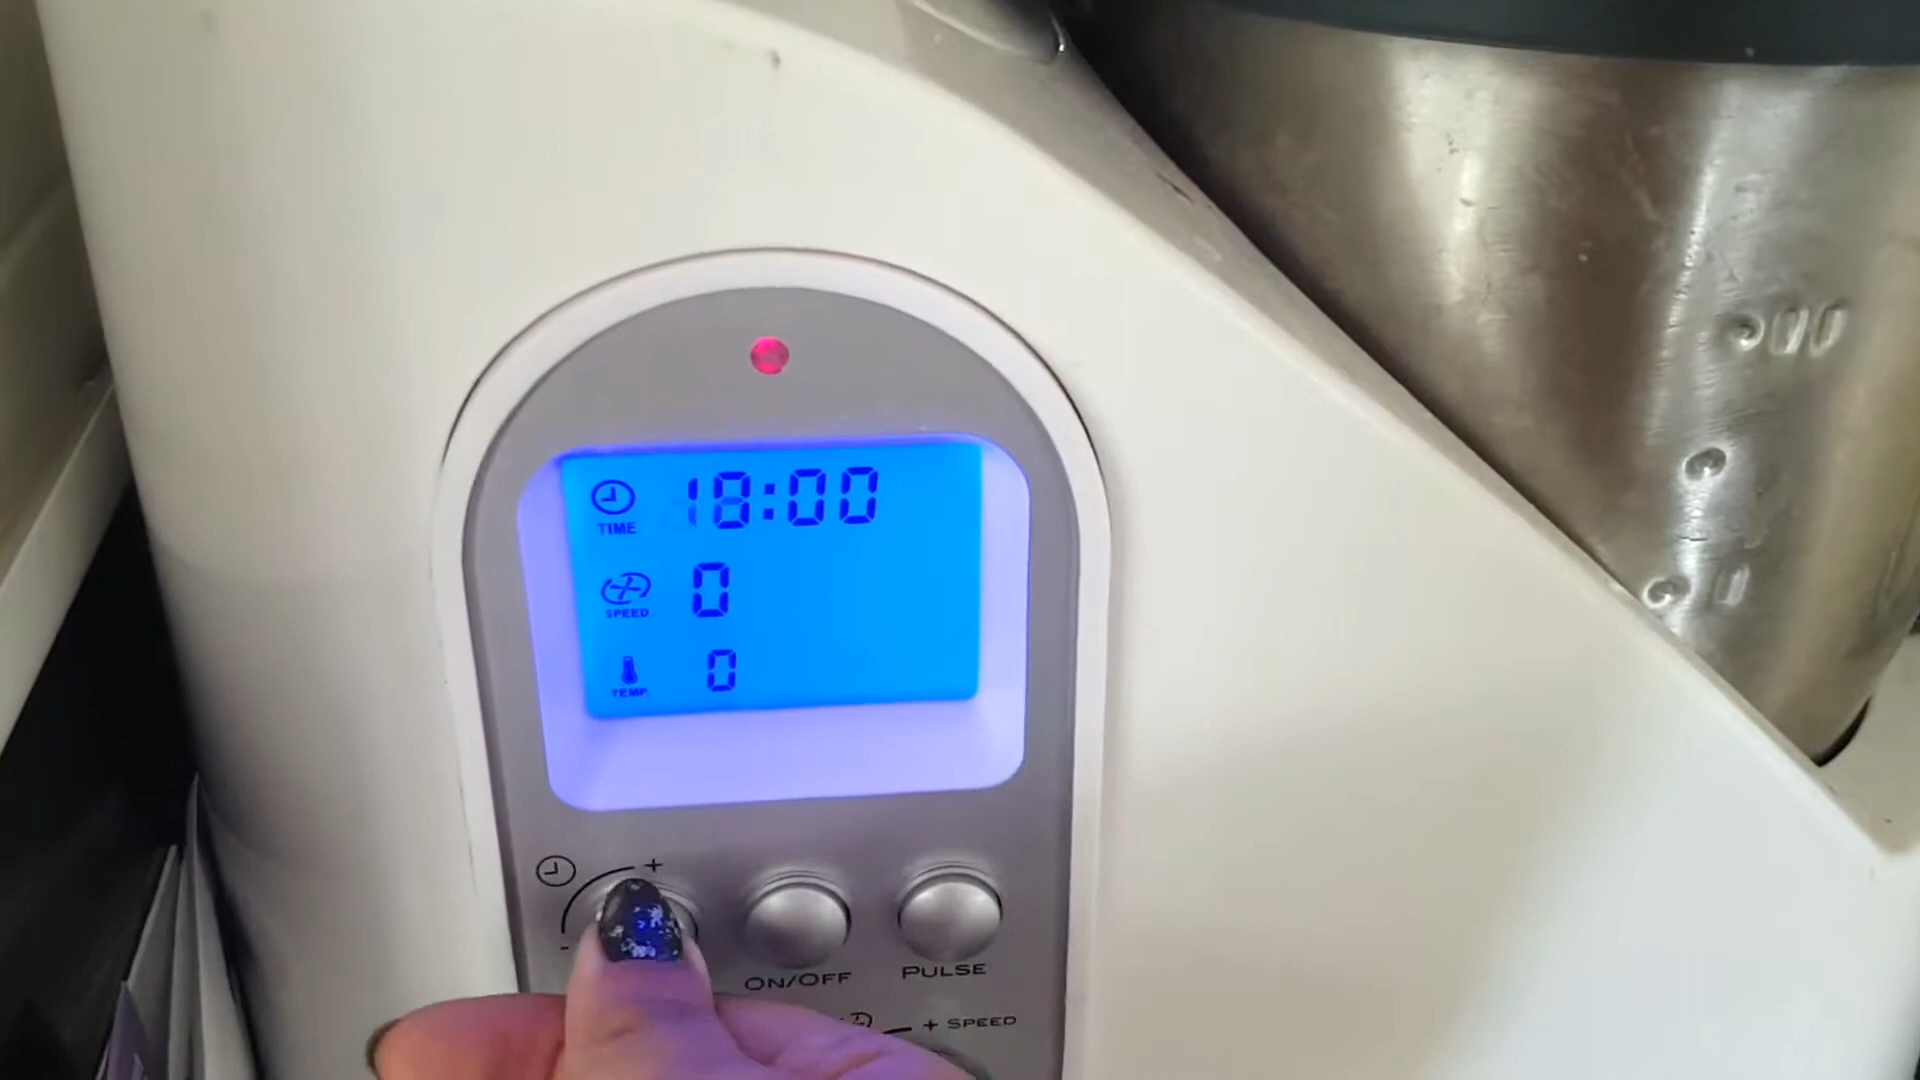 TIME 18:00
SPEED 0
TEMP. 0
+
-
ON/OFF
PULSE
+ SPEED